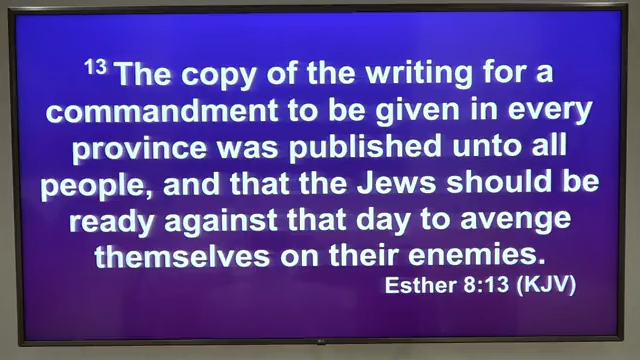 13 The copy of the writing for a
commandment to be given in every
province was published unto all
people, and that the Jews should be
ready against that day to avenge
themselves on their enemies.
Esther 8:13 (KJV)